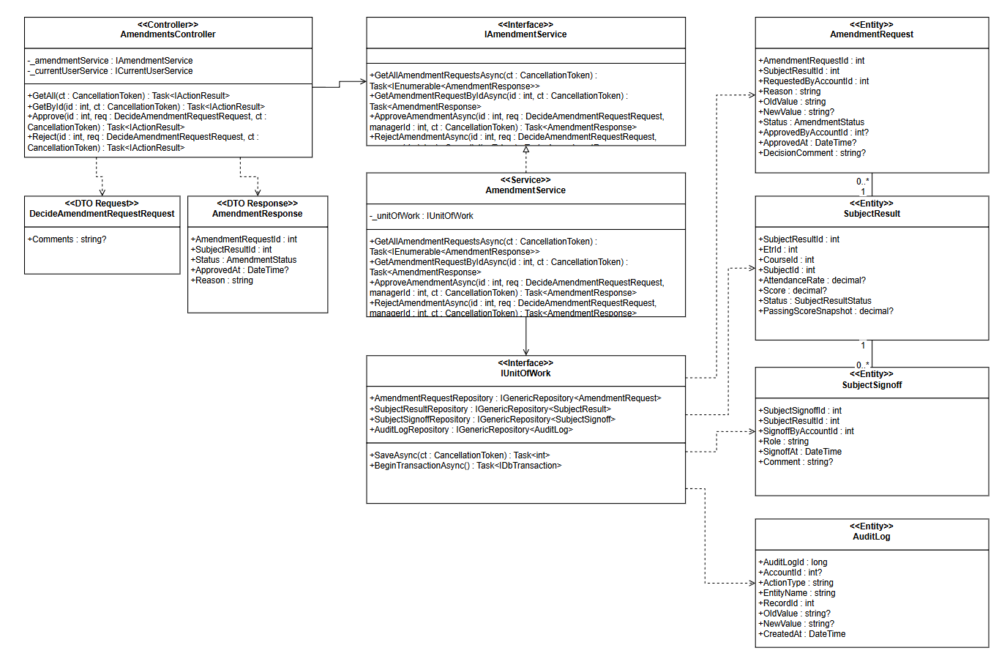 <<Controller>>
AmendmentsController
-_amendmentService : IAmendmentService
-_currentUserService : ICurrentUserService
+GetAll(ct : CancellationToken) : Task<IActionResult>
+GetById(id : int, ct : CancellationToken) : Task<IActionResult>
+Approve(id : int, req : DecideAmendmentRequestRequest, ct :
CancellationToken) : Task<IActionResult>
+Reject(id : int, req : DecideAmendmentRequestRequest, ct :
CancellationToken) : Task<IActionResult>
<<DTO Request>>
DecideAmendmentRequestRequest
+Comments : string?
<<DTO Response>>
AmendmentResponse
+AmendmentRequestId : int
+SubjectResultId : int
+Status : AmendmentStatus
+ApprovedAt : DateTime?
+Reason : string
<<Interface>>
IAmendmentService
+GetAllAmendmentRequestsAsync(ct : CancellationToken) :
Task<IEnumerable<AmendmentResponse>>
+GetAmendmentRequestByIdAsync(id : int, ct : CancellationToken) :
Task<AmendmentResponse>
+ApproveAmendmentAsync(id : int, req : DecideAmendmentRequestRequest,
managerId : int, ct : CancellationToken) : Task<AmendmentResponse>
+RejectAmendmentAsync(id : int, req : DecideAmendmentRequestRequest,
<<Service>>
AmendmentService
-_unitOfWork : IUnitOfWork
+GetAllAmendmentRequestsAsync(ct : CancellationToken) :
Task<IEnumerable<AmendmentResponse>>
+GetAmendmentRequestByIdAsync(id : int, ct : CancellationToken) :
Task<AmendmentResponse>
+ApproveAmendmentAsync(id : int, req : DecideAmendmentRequestRequest,
managerId : int, ct : CancellationToken) : Task<AmendmentResponse>
+RejectAmendmentAsync(id : int, req : DecideAmendmentRequestRequest,
managerId : int, ct : CancellationToken) : Task<AmendmentResponse>
<<Interface>>
IUnitOfWork
+AmendmentRequestRepository : IGenericRepository<AmendmentRequest>
+SubjectResultRepository : IGenericRepository<SubjectResult>
+SubjectSignoffRepository : IGenericRepository<SubjectSignoff>
+AuditLogRepository : IGenericRepository<AuditLog>
+SaveAsync(ct : CancellationToken) : Task<int>
+BeginTransactionAsync() : Task<IDbTransaction>
<<Entity>>
AmendmentRequest
+AmendmentRequestId : int
+SubjectResultId : int
+RequestedByAccountId : int
+Reason : string
+OldValue : string
+NewValue : string?
+Status : AmendmentStatus
+ApprovedByAccountId : int?
+ApprovedAt : DateTime?
+DecisionComment : string?
0..*
1
<<Entity>>
SubjectResult
+SubjectResultId : int
+EtrId : int
+CourseId : int
+SubjectId : int
+AttendanceRate : decimal?
+Score : decimal?
+Status : SubjectResultStatus
+PassingScoreSnapshot : decimal?
1
0..*
<<Entity>>
SubjectSignoff
+SubjectSignoffId : int
+SubjectResultId : int
+SignoffByAccountId : int
+Role : string
+SignoffAt : DateTime
+Comment : string?
<<Entity>>
AuditLog
+AuditLogId : long
+AccountId : int?
+ActionType : string
+EntityName : string
+RecordId : int
+OldValue : string?
+NewValue : string?
+CreatedAt : DateTime